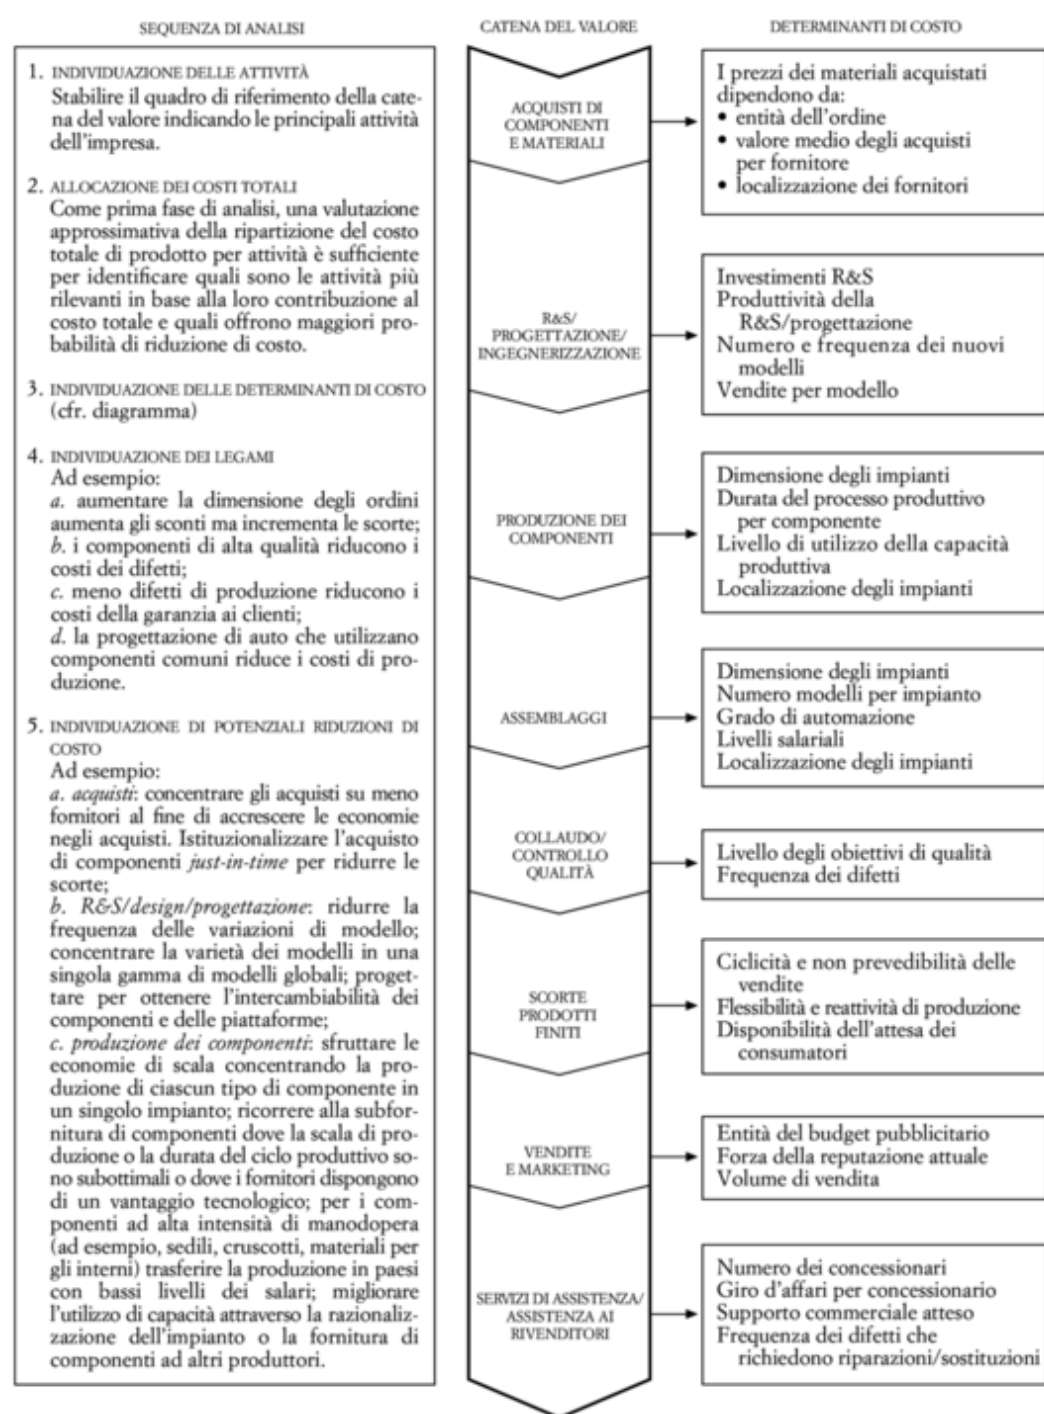 SEQUENZA DI ANALISI
1. INDIVIDUAZIONE DELLE ATTIVITÀ
Stabilire il quadro di riferimento della cate-
na del valore indicando le principali attività
dell'impresa.
2. ALLOCAZIONE DEI COSTI TOTALI
Come prima fase di analisi, una valutazione
approssimativa della ripartizione del costo
totale di prodotto per attività è sufficiente
per identificare quali sono le attività più
rilevanti in base alla loro contribuzione al
costo totale e quali offrono maggiori pro-
babilità di riduzione di costo.
3. INDIVIDUAZIONE DELLE DETERMINANTI DI COSTO
(cfr. diagramma)
4. INDIVIDUAZIONE DEI LEGAMI
Ad esempio:
a. aumentare la dimensione degli ordini
aumenta gli sconti ma incrementa le scorte;
b. i componenti di alta qualità riducono i
costi dei difetti;
c. meno difetti di produzione riducono i
costi della garanzia ai clienti;
d. la progettazione di auto che utilizzano
componenti comuni riduce i costi di pro-
duzione.
5. INDIVIDUAZIONE DI POTENZIALI RIDUZIONI DI
COSTO
Ad esempio:
a. acquisti: concentrare gli acquisti su meno
fornitori al fine di accrescere le economie
negli acquisti. Istituzionalizzare l'acquisto
di componenti just-in-time per ridurre le
scorte;
b. R&S/design/progettazione: ridurre la
frequenza delle variazioni di modello;
concentrare la varietà dei modelli in una
singola gamma di modelli globali; proget-
tare per ottenere l'intercambiabilità dei
componenti e delle piattaforme;
c. produzione dei componenti: sfruttare le
economie di scala concentrando la pro-
duzione di ciascun tipo di componente in
un singolo impianto; ricorrere alla subfor-
nitura di componenti dove la scala di pro-
duzione o la durata del ciclo produttivo so-
no subottimali o dove i fornitori dispongono
di un vantaggio tecnologico; per i com-
ponenti ad alta intensità di manodopera
(ad esempio, sedili, cruscotti, materiali per
gli interni) trasferire la produzione in paesi
con bassi livelli dei salari; migliorare
l'utilizzo di capacità attraverso la razionaliz-
zazione dell'impianto o la fornitura di
componenti ad altri produttori.
CATENA DEL VALORE
ACQUISTI DI
COMPONENTI
E MATERIALI
R&S/
PROGETTAZIONE/
INGEGNERIZZAZIONE
PRODUZIONE DEI
COMPONENTI
ASSEMBLAGGI
COLLAUDO/
CONTROLLO
QUALITÀ
SCORTE
PRODOTTI
FINITI
VENDITE
E MARKETING
SERVIZI DI ASSISTENZA/
ASSISTENZA AI
RIVENDITORI
DETERMINANTI DI COSTO
I prezzi dei materiali acquistati
dipendono da:
• entità dell'ordine
• valore medio degli acquisti
per fornitore
• localizzazione dei fornitori
Investimenti R&S
Produttività della
R&S/progettazione
Numero e frequenza dei nuovi
modelli
Vendite per modello
Dimensione degli impianti
Durata del processo produttivo
per componente
Livello di utilizzo della capacità
produttiva
Localizzazione degli impianti
Dimensione degli impianti
Numero modelli per impianto
Grado di automazione
Livelli salariali
Localizzazione degli impianti
Livello degli obiettivi di qualità
Frequenza dei difetti
Ciclicità e non prevedibilità delle
vendite
Flessibilità e reattività di produzione
Disponibilità dell'attesa dei
consumatori
Entità del budget pubblicitario
Forza della reputazione attuale
Volume di vendita
Numero dei concessionari
Giro d'affari per concessionario
Supporto commerciale atteso
Frequenza dei difetti che
richiedono riparazioni/sostituzioni